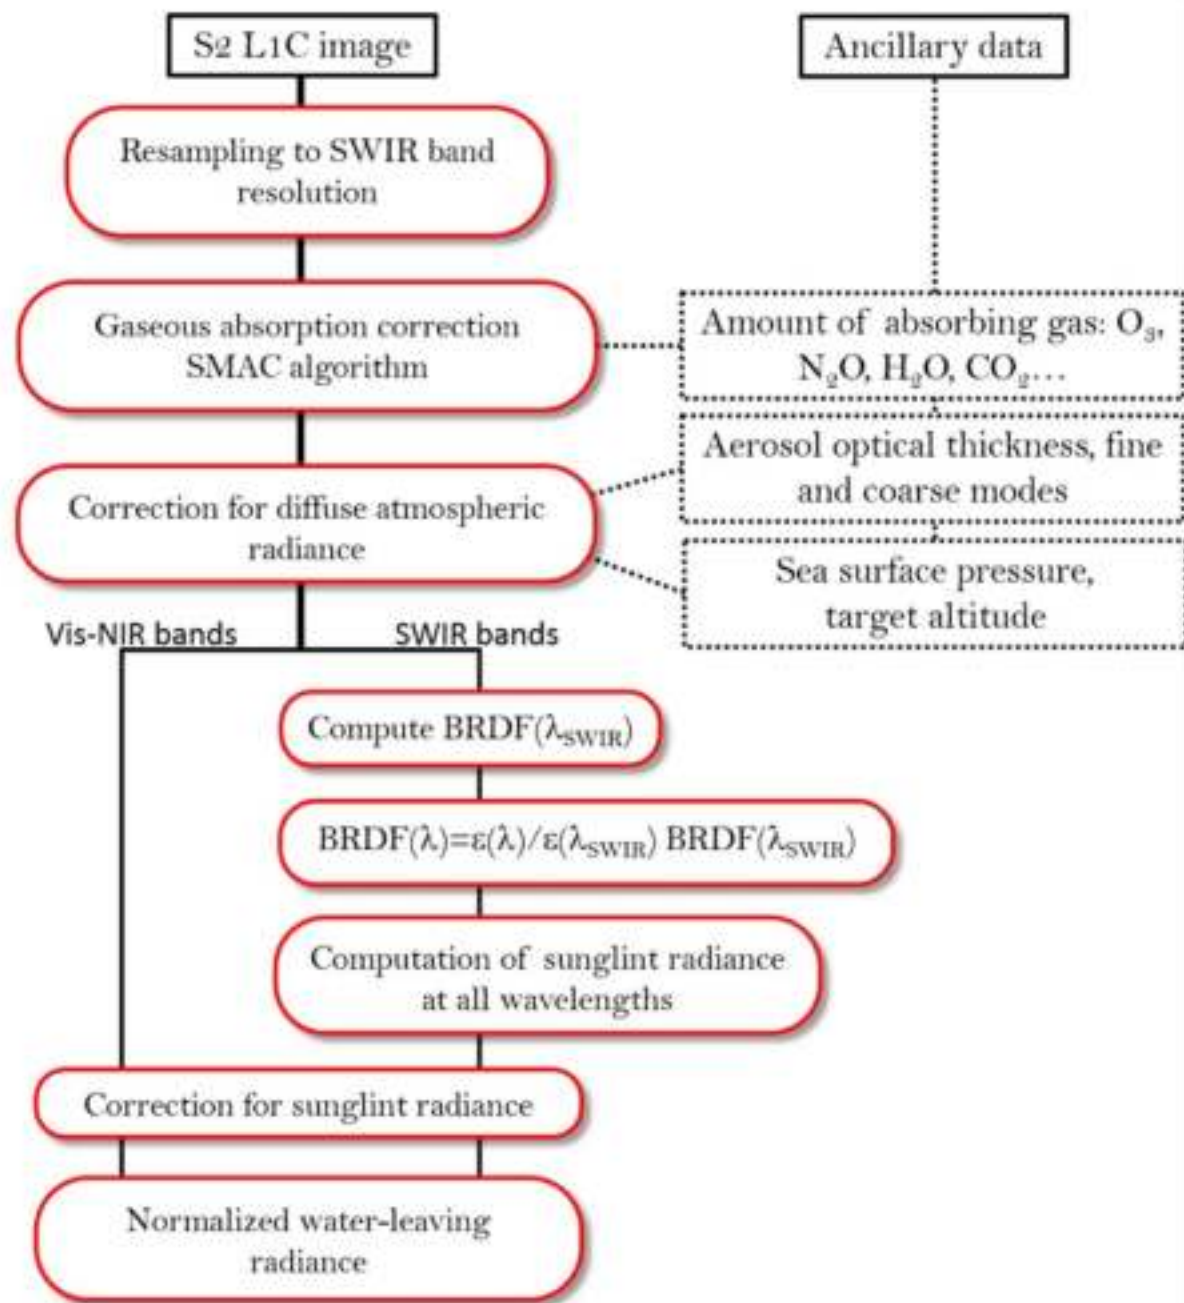 S2 L1C image
Ancillary data
Resampling to SWIR band
resolution
Gaseous absorption correction
SMAC algorithm
Amount of absorbing gas: O₃,
N₂O, H₂O, CO₂…
Aerosol optical thickness, fine
and coarse modes
Correction for diffuse atmospheric
radiance
Sea surface pressure,
target altitude
Vis-NIR bands
SWIR bands
Compute BRDF(λ_SWIR)
BRDF(λ)=ε(λ)/ε(λ_SWIR) BRDF(λ_SWIR)
Computation of sunglint radiance
at all wavelengths
Correction for sunglint radiance
Normalized water-leaving
radiance